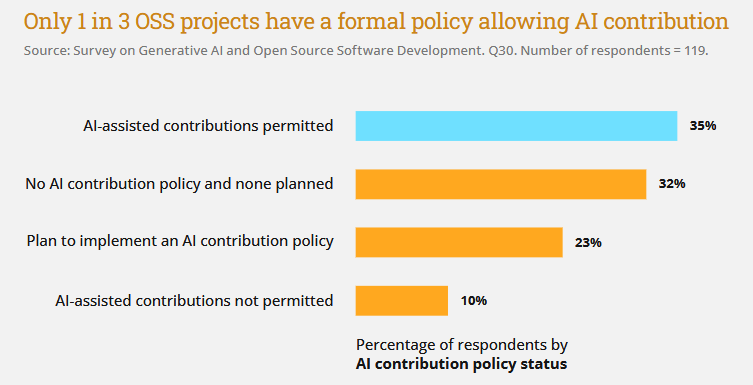 Only 1 in 3 OSS projects have a formal policy allowing AI contribution
Source: Survey on Generative AI and Open Source Software Development. Q30. Number of respondents = 119.
AI-assisted contributions permitted 35%
No AI contribution policy and none planned 32%
Plan to implement an AI contribution policy 23%
AI-assisted contributions not permitted 10%
Percentage of respondents by
AI contribution policy status